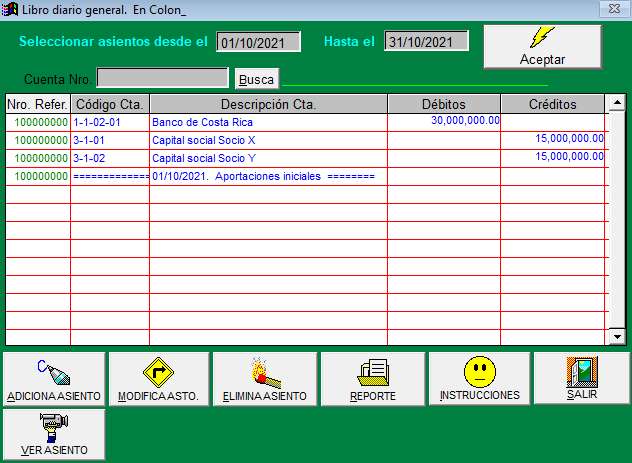 Libro diario general. En Colon_
Seleccionar asientos desde el 01/10/2021 Hasta el 31/10/2021
Aceptar
Cuenta Nro. Busca
Nro. Refer. Código Cta. Descripción Cta. Débitos Créditos
100000000 1-1-02-01 Banco de Costa Rica 30,000,000.00
100000000 3-1-01 Capital social Socio X 15,000,000.00
100000000 3-1-02 Capital social Socio Y 15,000,000.00
100000000 ============= 01/10/2021. Aportaciones iniciales ========
ADICIONA ASIENTO MODIFICA ASTO. ELIMINA ASIENTO REPORTE INSTRUCCIONES SALIR
VER ASIENTO